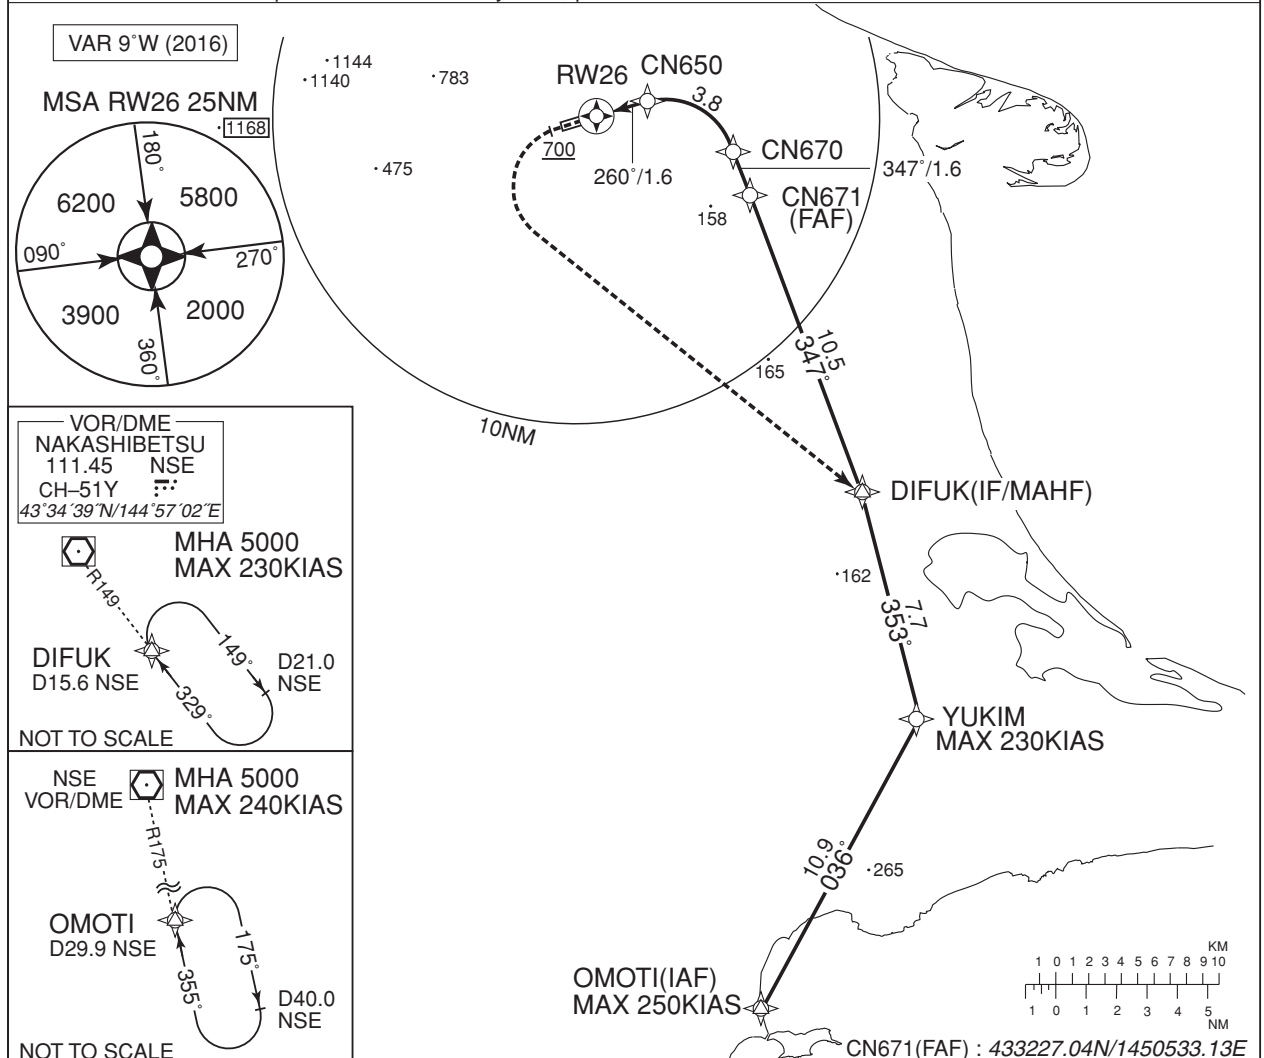 VAR 9°W (2016)
MSA RW26 25NM
180°
6200
5800
090°
270°
3900
2000
360°
1144
1140
783
1168
475
RW26
CN650
3.8
700
260°/1.6
CN670
347°/1.6
CN671
(FAF)
158
10.5
347°
165
10NM
DIFUK(IF/MAHF)
162
7.7
353°
YUKIM
MAX 230KIAS
10.9
036°
265
OMOTI(IAF)
MAX 250KIAS
VOR/DME
NAKASHIBETSU
111.45 NSE
CH–51Y
43°34´39˝N/144°57´02˝E
MHA 5000
MAX 230KIAS
R149
DIFUK
D15.6 NSE
149°
329°
D21.0
NSE
NOT TO SCALE
NSE
VOR/DME
MHA 5000
MAX 240KIAS
R175
OMOTI
D29.9 NSE
175°
355°
D40.0
NSE
NOT TO SCALE
KM
1 0 1 2 3 4 5 6 7 8 9 10
1 0 1 2 3 4 5
NM
CN671(FAF) : 433227.04N/1450533.13E